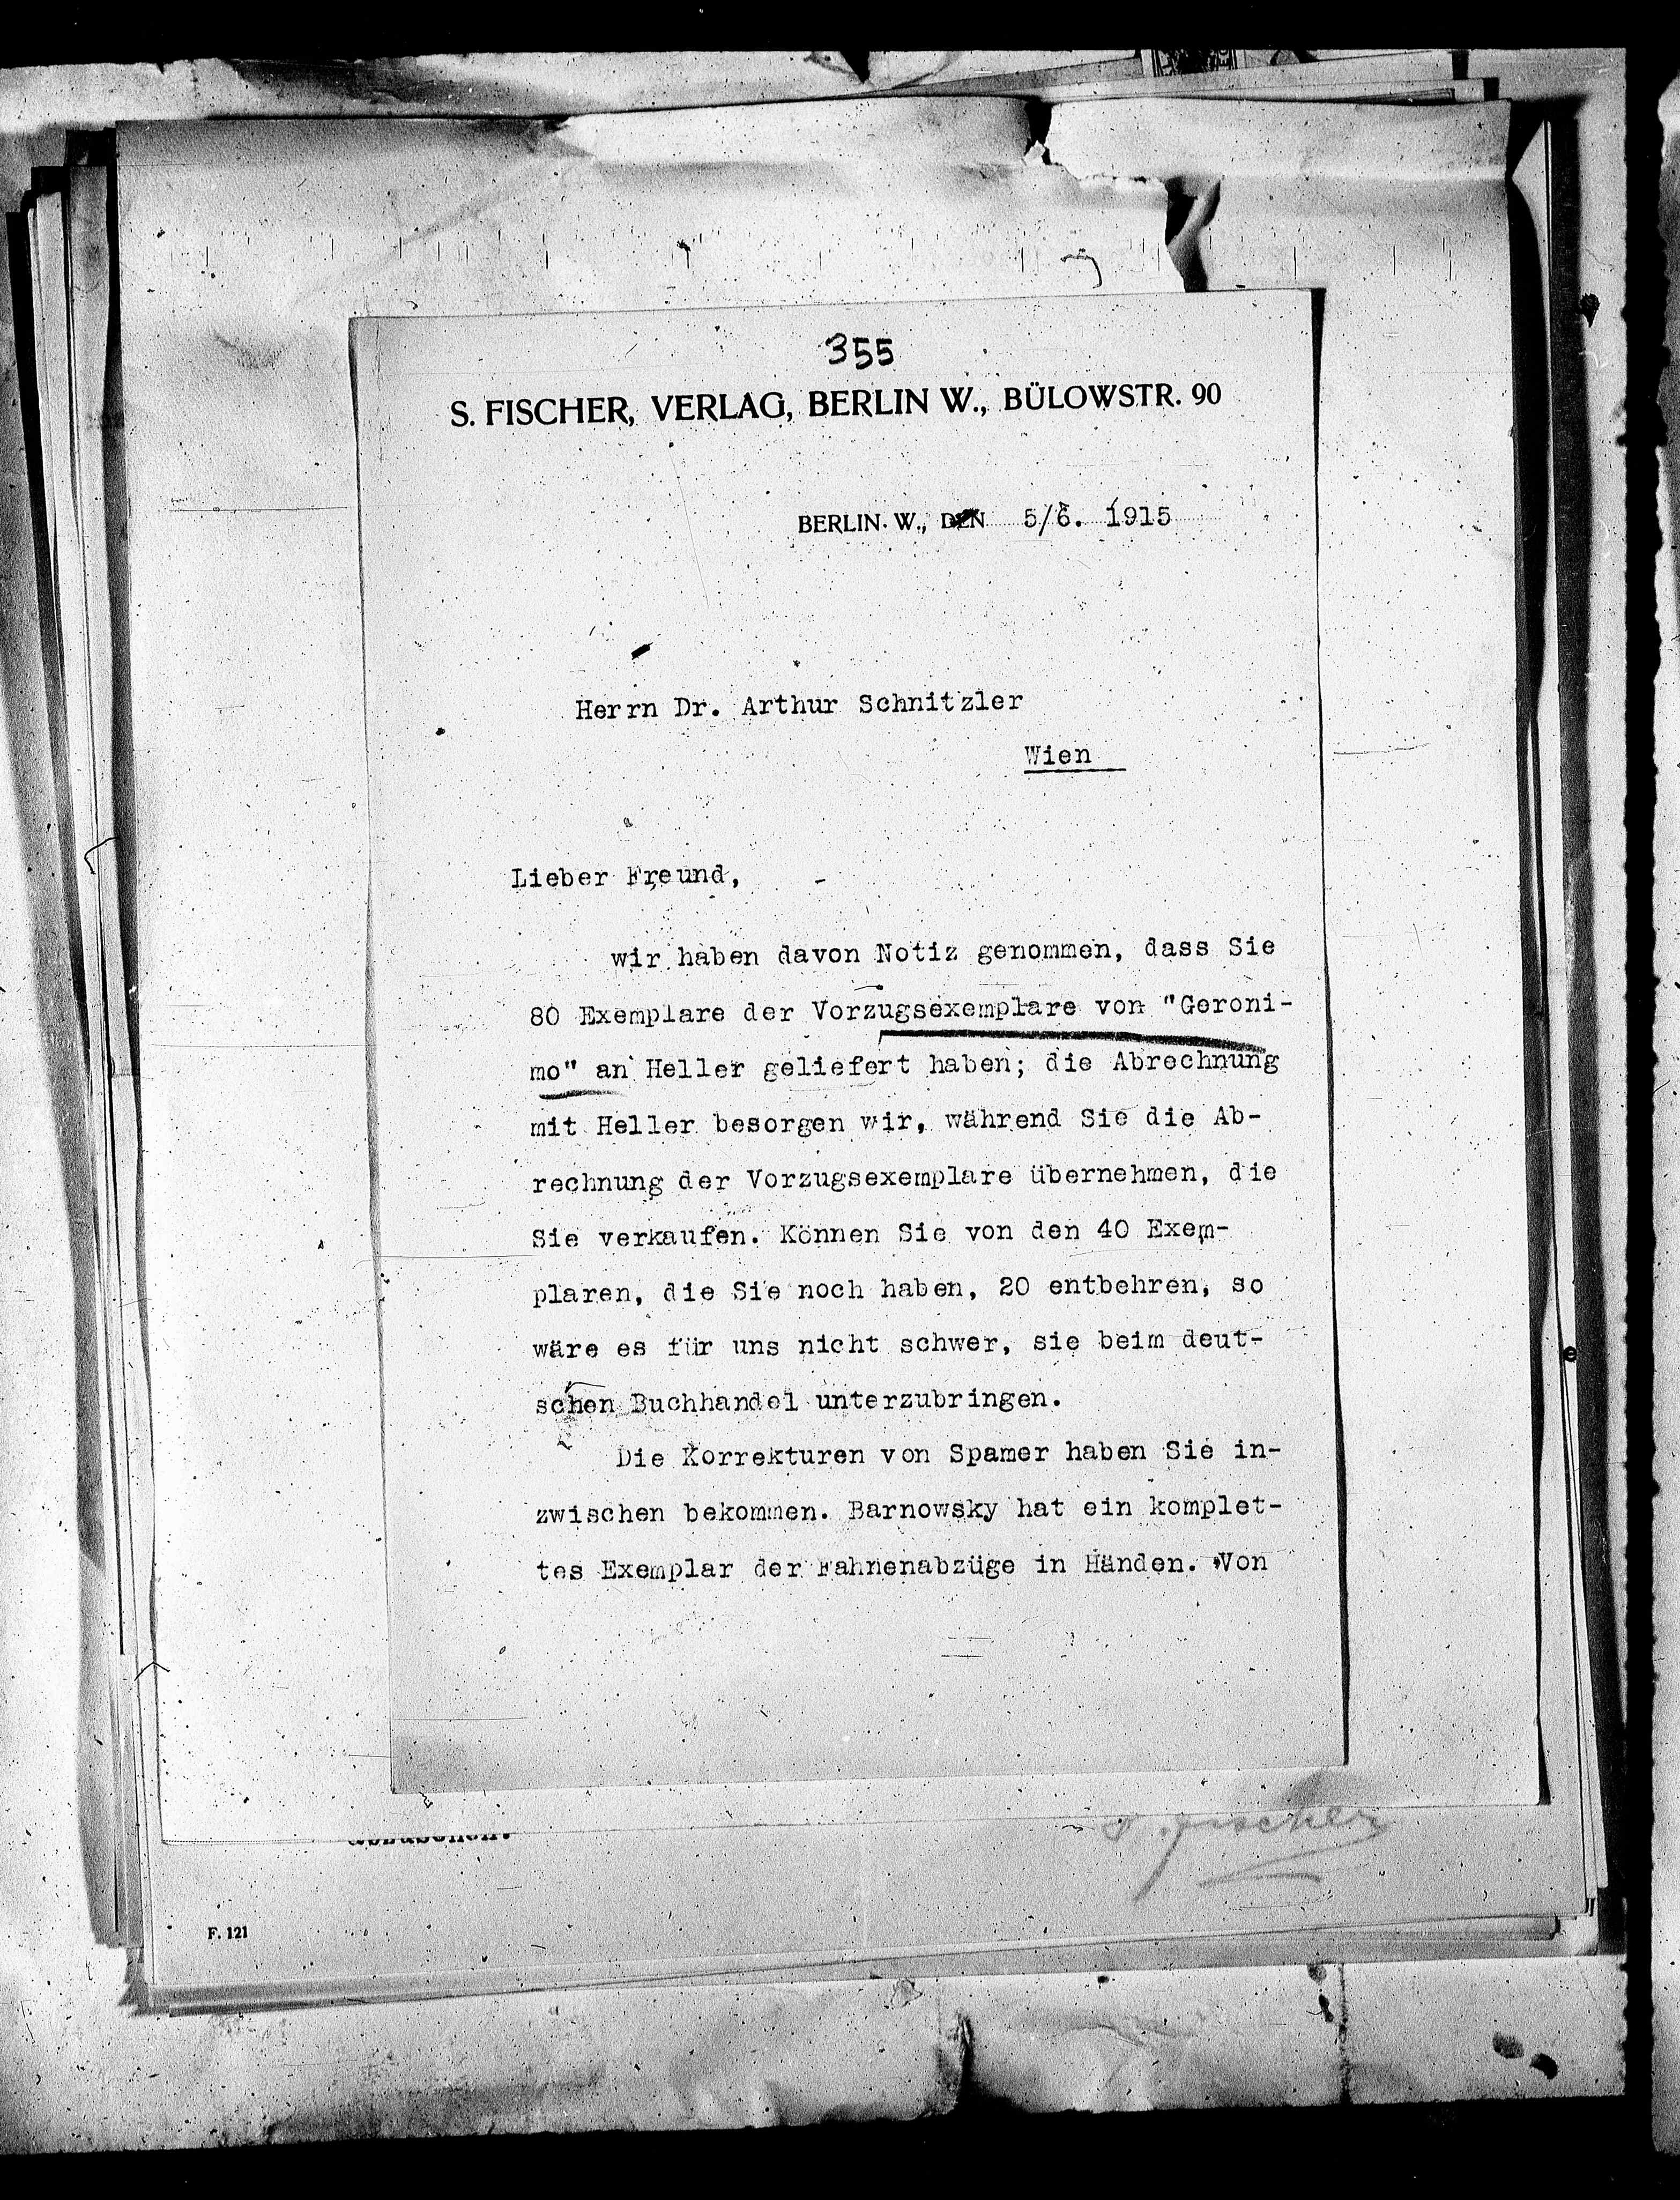 355
S. FISCHER, VERLAG, BERLIN W., BÜLOWSTR. 90
BERLIN. W., DEN 5/6. 1915
Herrn Dr. Arthur Schnitzler
Wien
Lieber Freund,
wir haben davon Notiz genommen, dass Sie
80 Exemplare der Vorzugsexemplare von "Geroni-
mo" an Heller geliefert haben; die Abrechnung
mit Heller besorgen wir, während Sie die Ab-
rechnung der Vorzugsexemplare übernehmen, die
Sie verkaufen. Können Sie von den 40 Exem-
plaren, die Sie noch haben, 20 entbehren, so
wäre es für uns nicht schwer, sie beim deut-
schen Buchhandel unterzubringen.
Die Korrekturen von Spamer haben Sie in-
zwischen bekommen. Barnowsky hat ein komplet-
tes Exemplar der Fahnenabzüge in Händen. Von
S. Fischer
F. 121